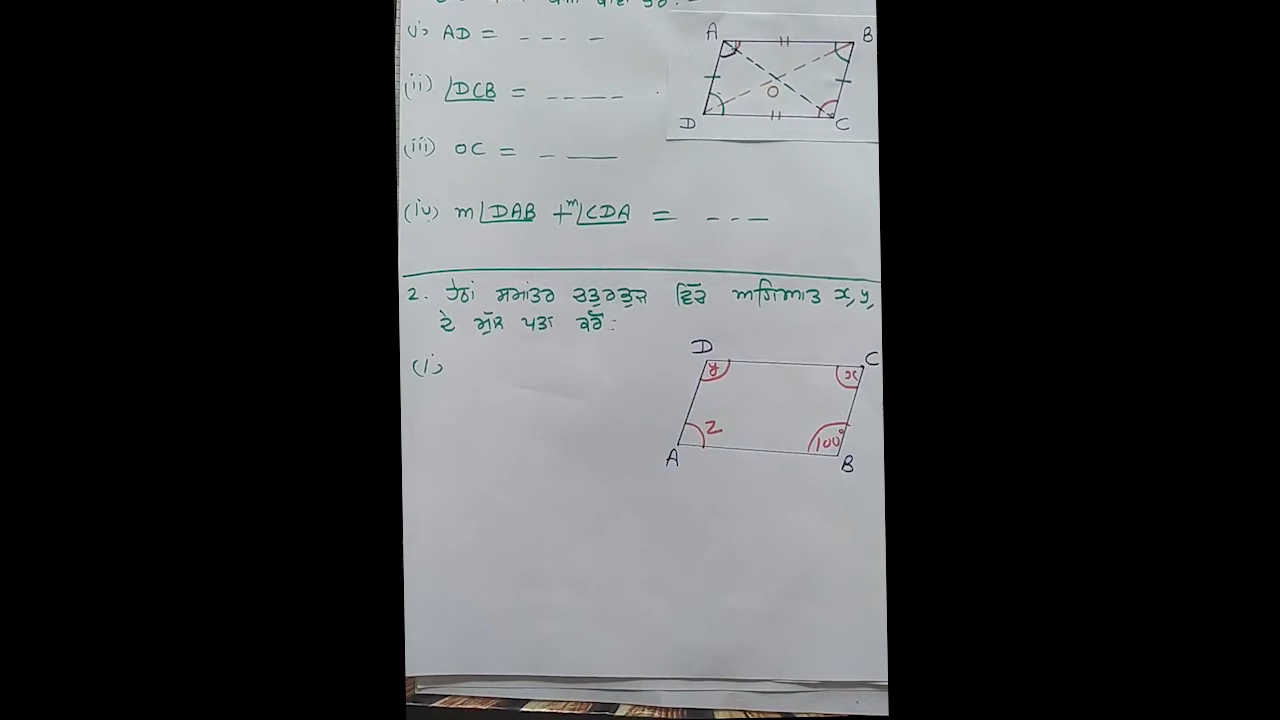 (i) AD = - - - -
(ii) ∠DCB = - - - - -
(iii) OC = - ——
(iv) m∠DAB + m∠CDA = - - -
A
B
O
D
C
2. ਹੇਠਾਂ ਸਮਾਂਤਰ ਚਤੁਰਭੁਜ ਵਿੱਚ ਅਗਿਆਤ x, y,
ਦੇ ਮੁੱਲ ਪਤਾ ਕਰੋ:
(i)
D
C
y
x
z
100°
A
B